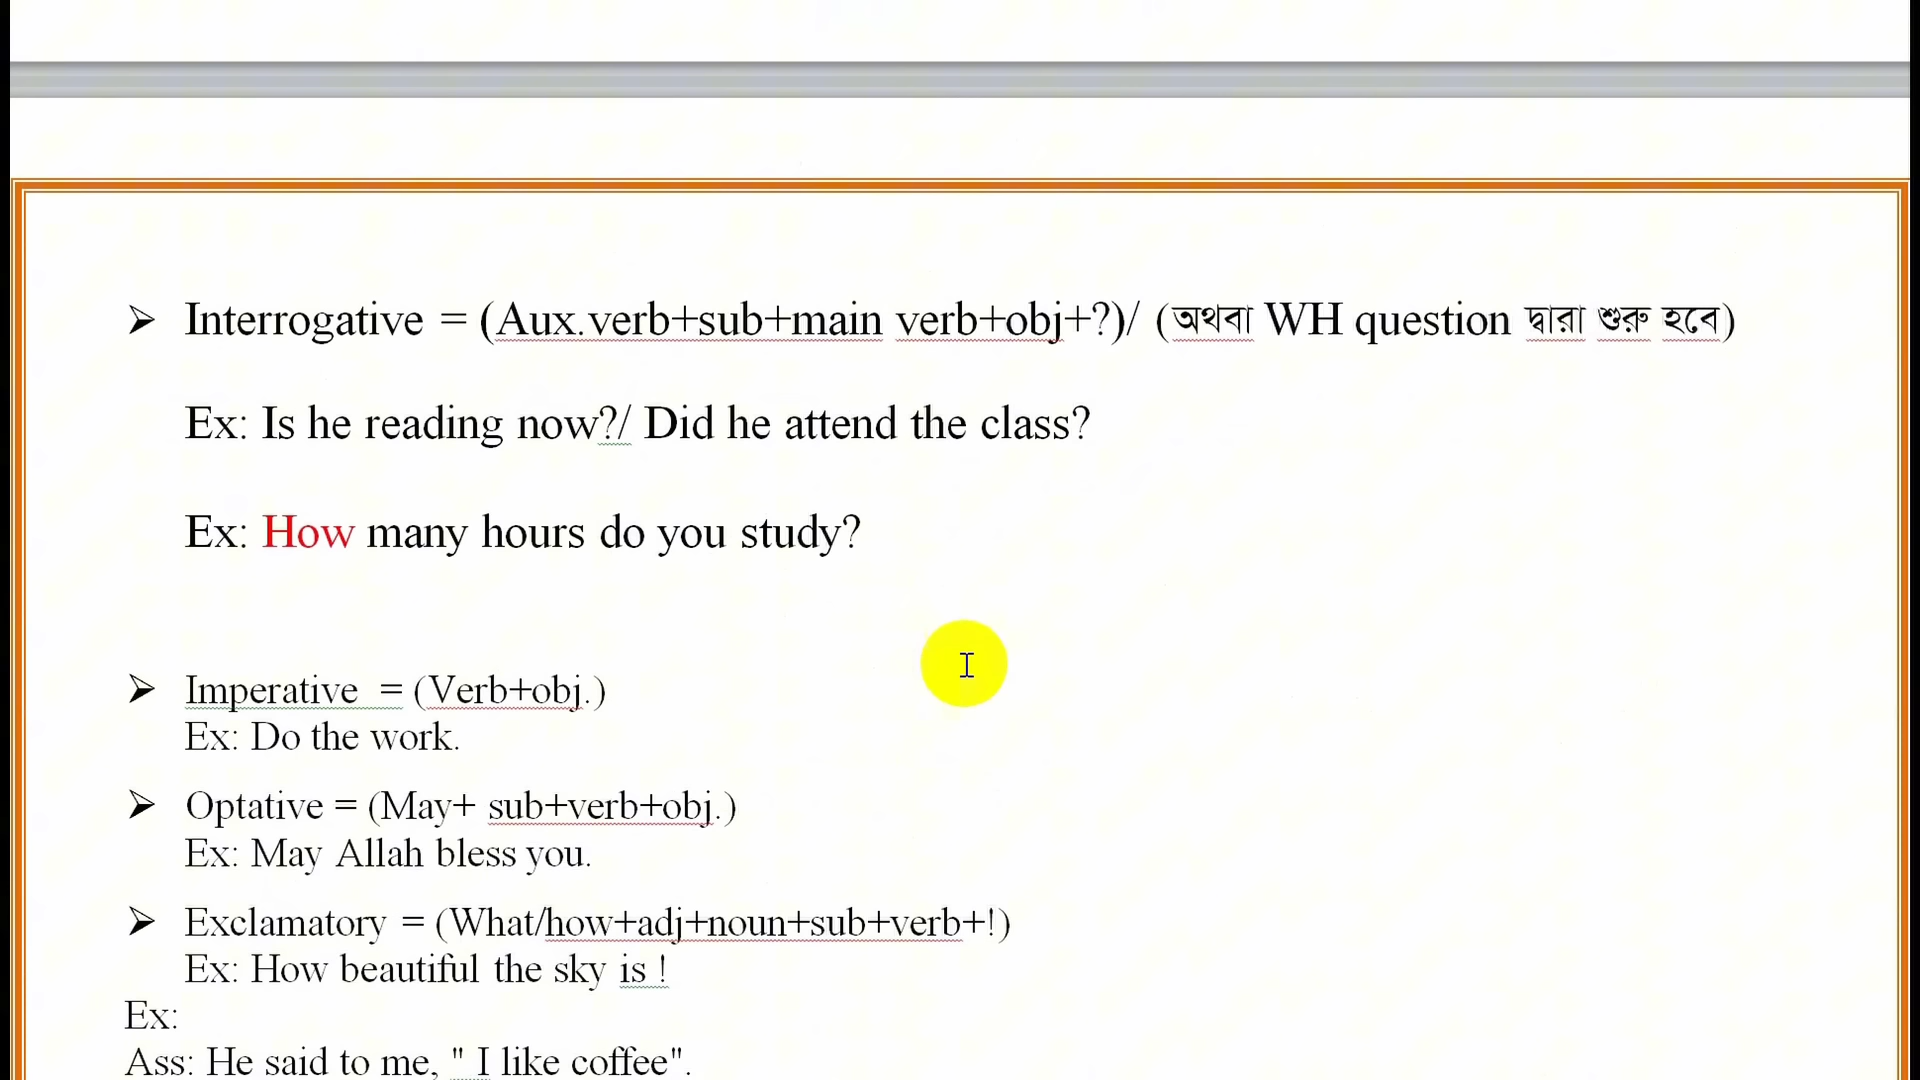 ➢ Interrogative = (Aux.verb+sub+main verb+obj+?)/ (অথবা WH question দ্বারা শুরু হবে)
Ex: Is he reading now?/ Did he attend the class?
Ex: How many hours do you study?
➢ Imperative = (Verb+obj.)
Ex: Do the work.
➢ Optative = (May+ sub+verb+obj.)
Ex: May Allah bless you.
➢ Exclamatory = (What/how+adj+noun+sub+verb+!)
Ex: How beautiful the sky is !
Ex:
Ass: He said to me, " I like coffee".